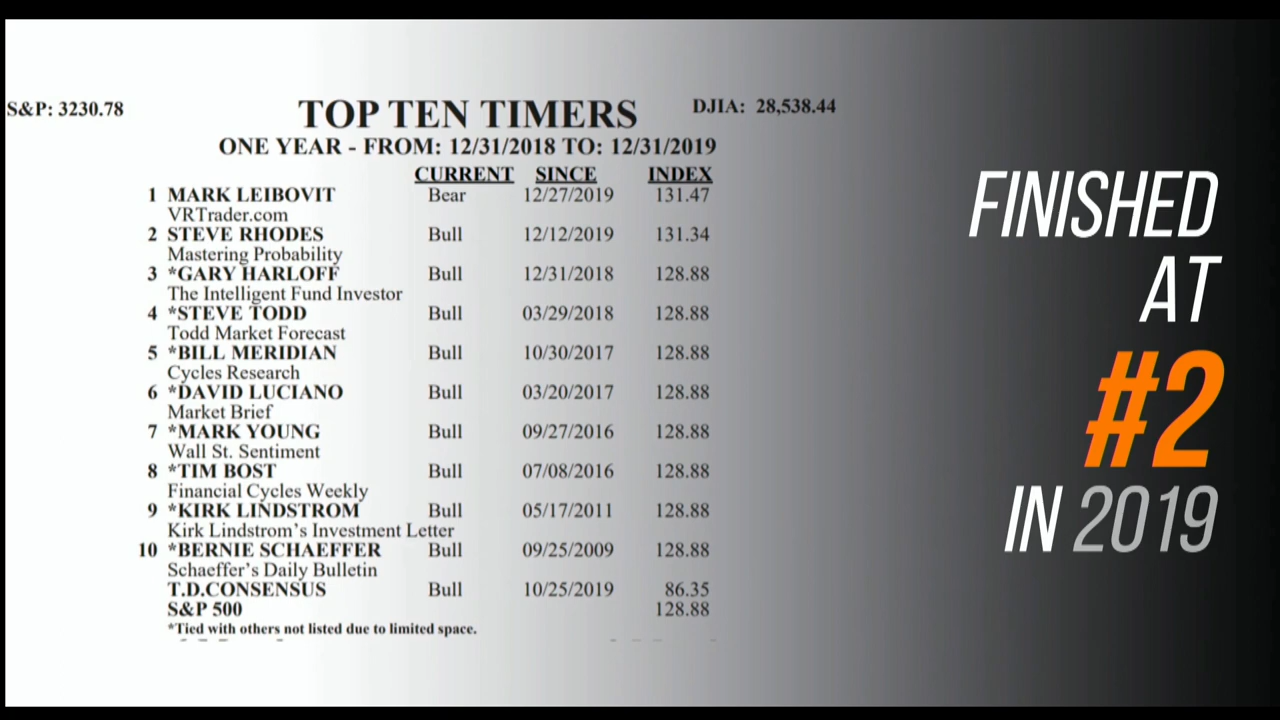 S&P: 3230.78
TOP TEN TIMERS
DJIA: 28,538.44
ONE YEAR - FROM: 12/31/2018 TO: 12/31/2019
CURRENT SINCE INDEX
1 MARK LEIBOVIT Bear 12/27/2019 131.47
VRTrader.com
2 STEVE RHODES Bull 12/12/2019 131.34
Mastering Probability
3 *GARY HARLOFF Bull 12/31/2018 128.88
The Intelligent Fund Investor
4 *STEVE TODD Bull 03/29/2018 128.88
Todd Market Forecast
5 *BILL MERIDIAN Bull 10/30/2017 128.88
Cycles Research
6 *DAVID LUCIANO Bull 03/20/2017 128.88
Market Brief
7 *MARK YOUNG Bull 09/27/2016 128.88
Wall St. Sentiment
8 *TIM BOST Bull 07/08/2016 128.88
Financial Cycles Weekly
9 *KIRK LINDSTROM Bull 05/17/2011 128.88
Kirk Lindstrom's Investment Letter
10 *BERNIE SCHAEFFER Bull 09/25/2009 128.88
Schaeffer's Daily Bulletin
T.D.CONSENSUS Bull 10/25/2019 86.35
S&P 500 128.88
*Tied with others not listed due to limited space.
FINISHED
AT
#2
IN 2019